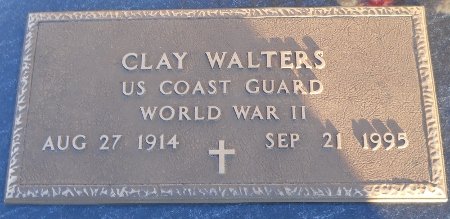 CLAY WALTERS
US COAST GUARD
WORLD WAR II
AUG 27 1914 SEP 21 1995